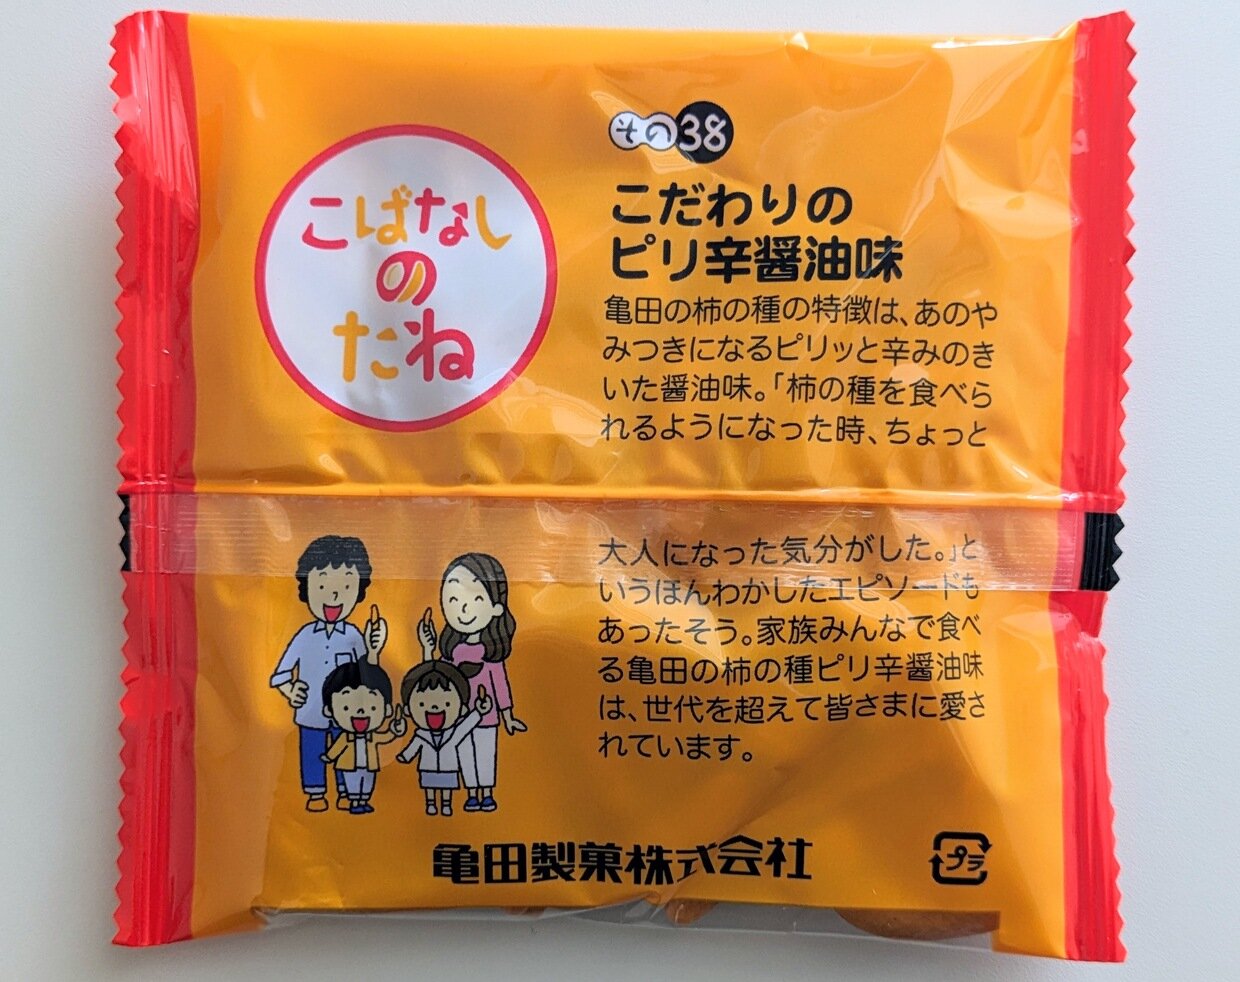 こばなし
の
たね
その38
こだわりの
ピリ辛醤油味
亀田の柿の種の特徴は、あのや
みつきになるピリッと辛みのき
いた醤油味。「柿の種を食べら
れるようになった時、ちょっと
大人になった気分がした。」と
いうほんわかしたエピソードも
あったそう。家族みんなで食べ
る亀田の柿の種ピリ辛醤油味
は、世代を超えて皆さまに愛さ
れています。
亀田製菓株式会社
プラ